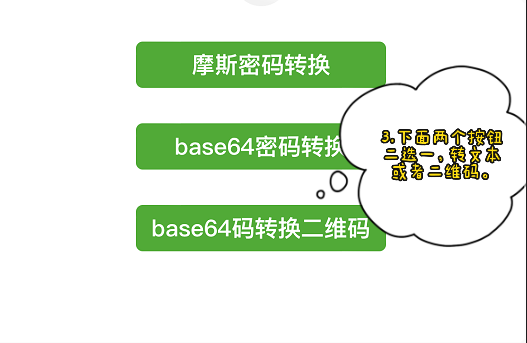 摩斯密码转换
base64密码转换
3.下面两个按钮
二选一,转文本
或者二维码。
base64码转换二维码